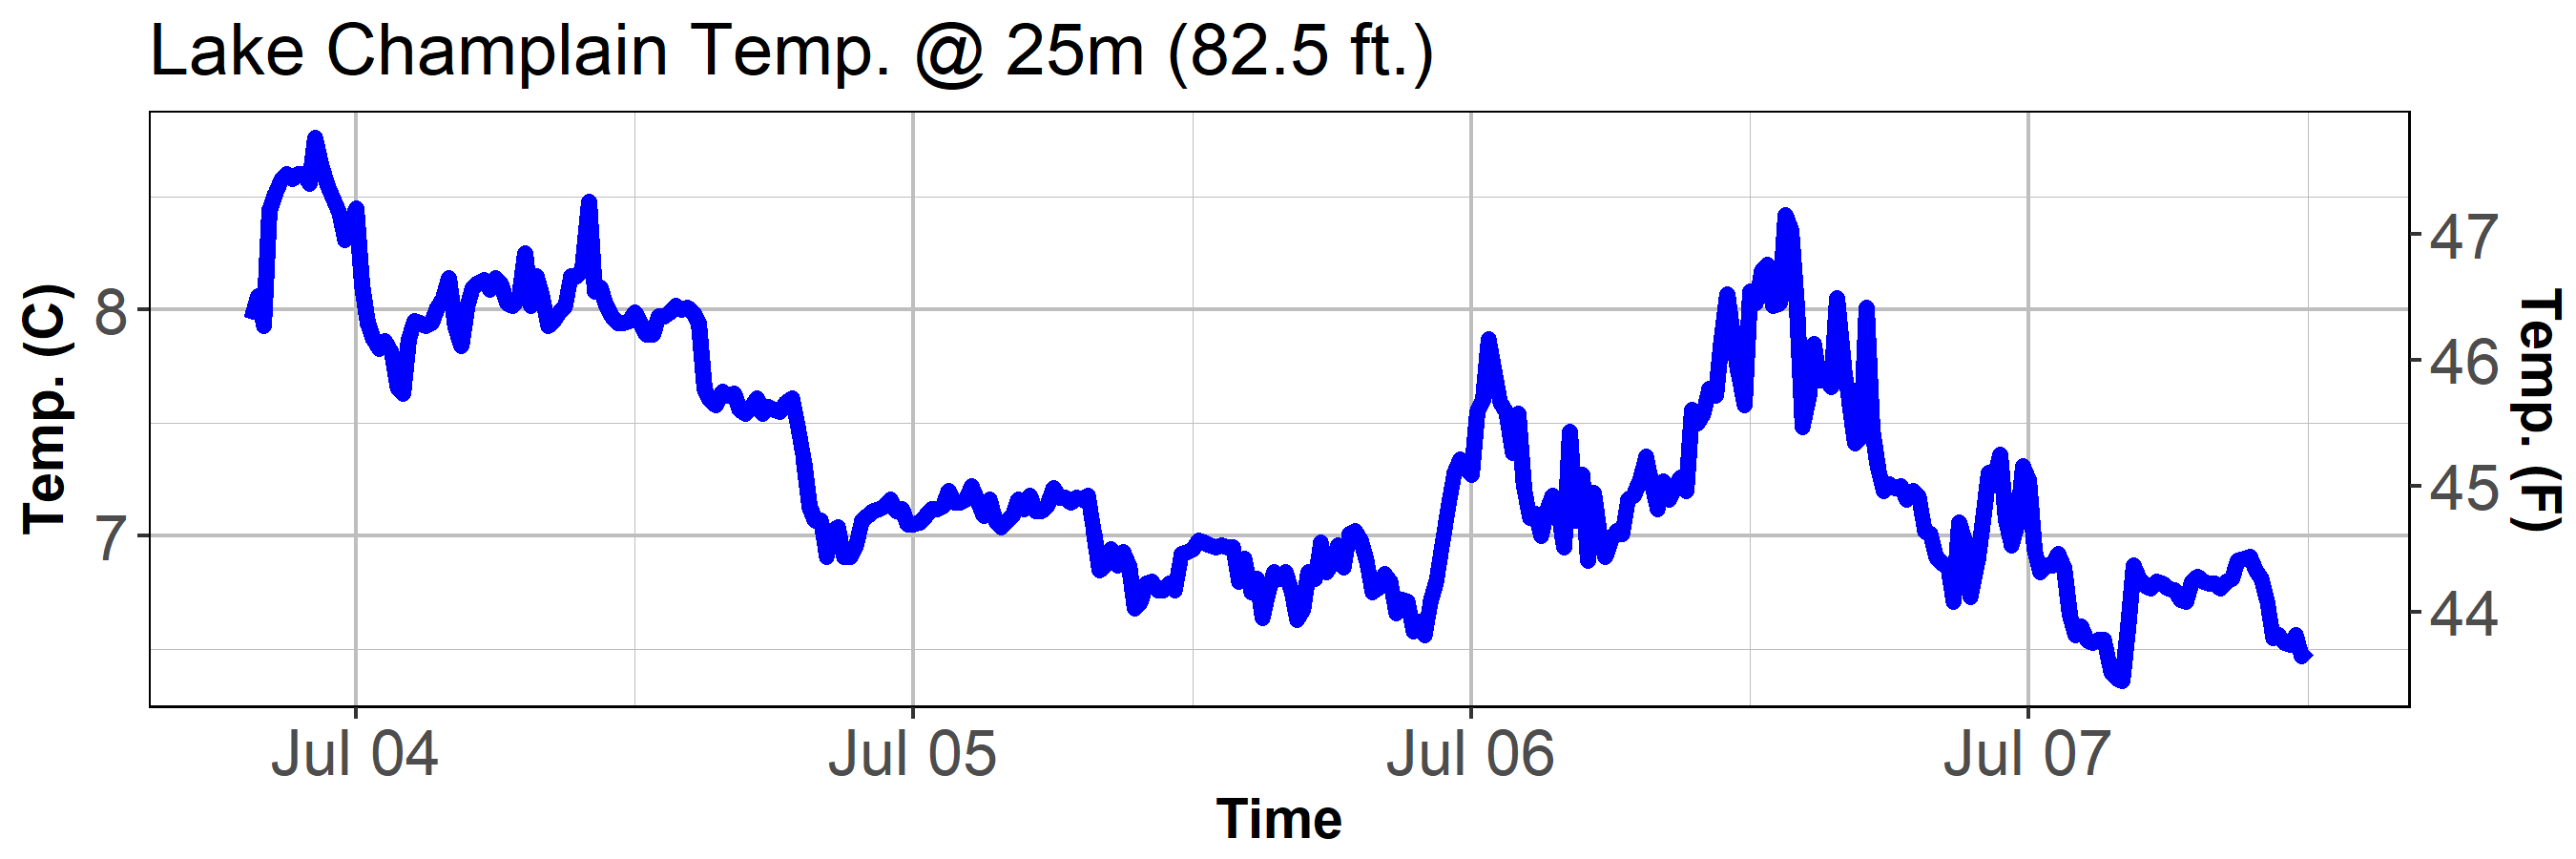 Lake Champlain Temp. @ 25m (82.5 ft.)
Temp. (C)
8
7
47
46
45
44
Temp. (F)
Jul 04 Jul 05 Jul 06 Jul 07
Time